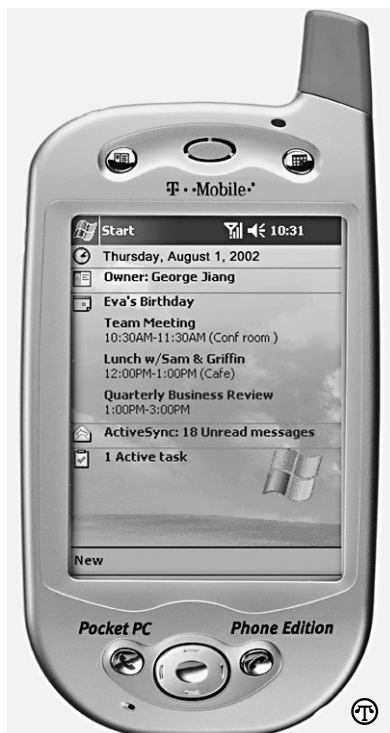 T··Mobile·
Start 10:31
Thursday, August 1, 2002
Owner: George Jiang
Eva's Birthday
Team Meeting
10:30AM-11:30AM (Conf room )
Lunch w/Sam & Griffin
12:00PM-1:00PM (Cafe)
Quarterly Business Review
1:00PM-3:00PM
ActiveSync: 18 Unread messages
1 Active task
New
Pocket PC Phone Edition